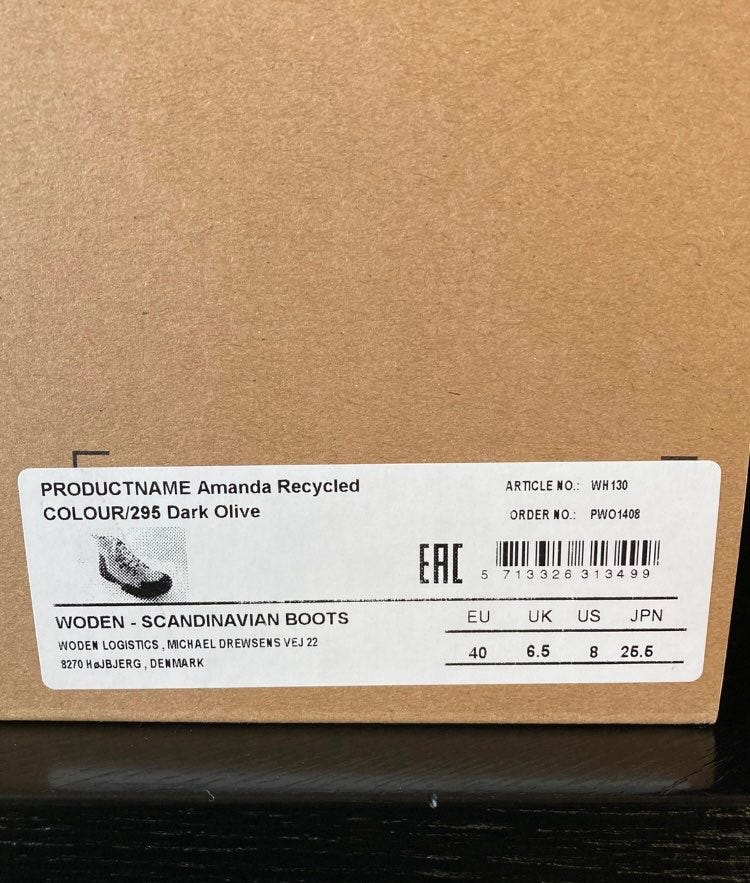 PRODUCTNAME Amanda Recycled
COLOUR/295 Dark Olive
ARTICLE NO.: WH130
ORDER NO.: PWO1408
EAC
5 713326 313499
WODEN - SCANDINAVIAN BOOTS
WODEN LOGISTICS , MICHAEL DREWSENS VEJ 22
8270 HøJBJERG , DENMARK
EU UK US JPN
40 6.5 8 25.5